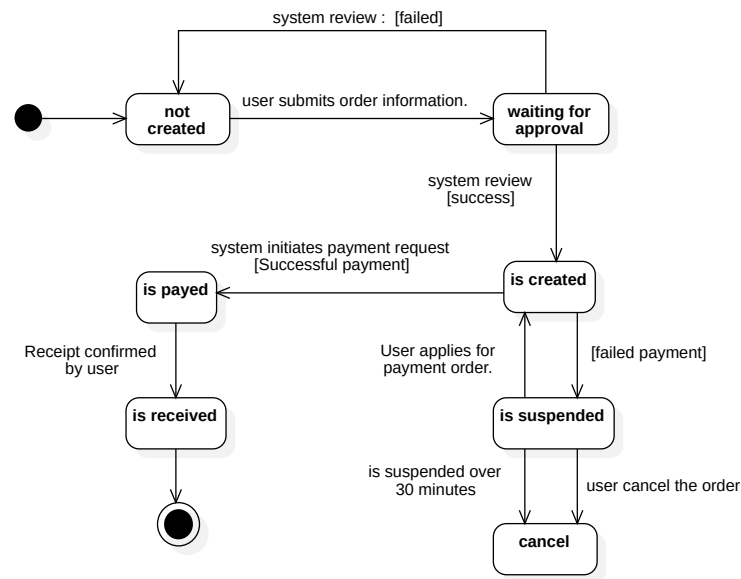 system review :  [failed]
not
created
user submits order information.
waiting for
approval
system review
[success]
system initiates payment request
[Successful payment]
is payed
is created
Receipt confirmed
by user
User applies for
payment order.
[failed payment]
is received
is suspended
is suspended over
30 minutes
user cancel the order
cancel